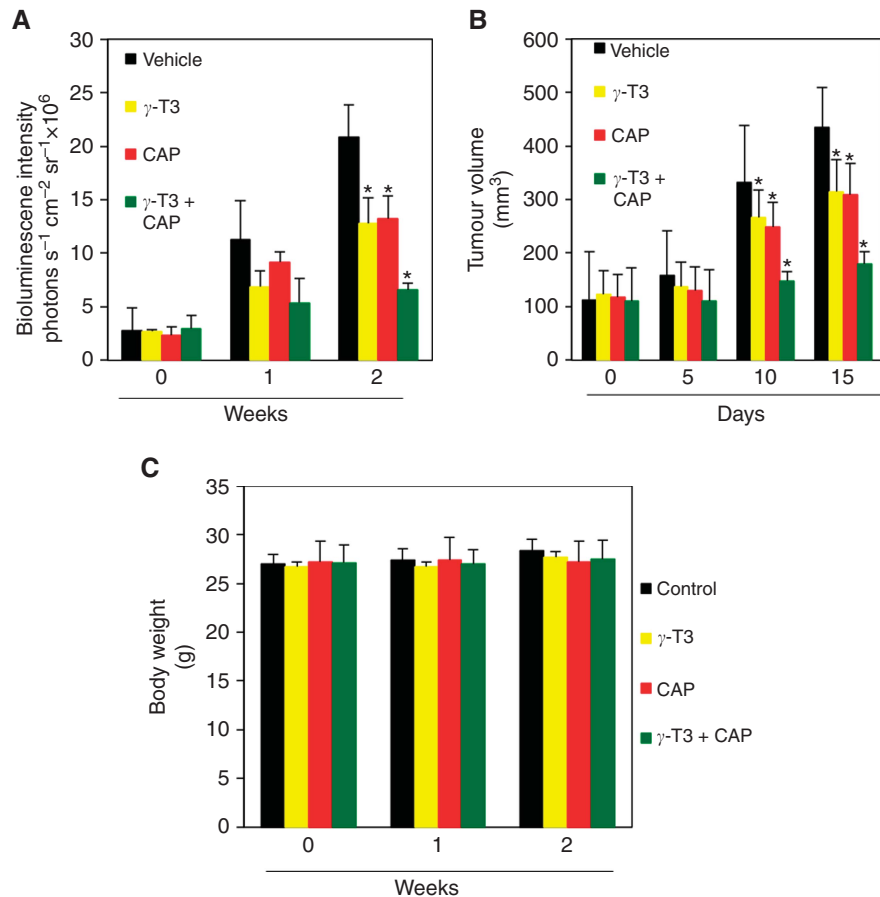 A
Bioluminescene intensity
photons s⁻¹ cm⁻² sr⁻¹×10⁶
30
25
20
15
10
5
0
Vehicle
γ-T3
CAP
γ-T3 +
CAP
* *
*
0 1 2
Weeks
B
Tumour volume
(mm³)
600
500
400
300
200
100
0
Vehicle
γ-T3
CAP
γ-T3 +
CAP
* *
*
* *
*
0 5 10 15
Days
C
Body weight
(g)
35
30
25
20
15
10
5
0
0 1 2
Weeks
Control
γ-T3
CAP
γ-T3 + CAP